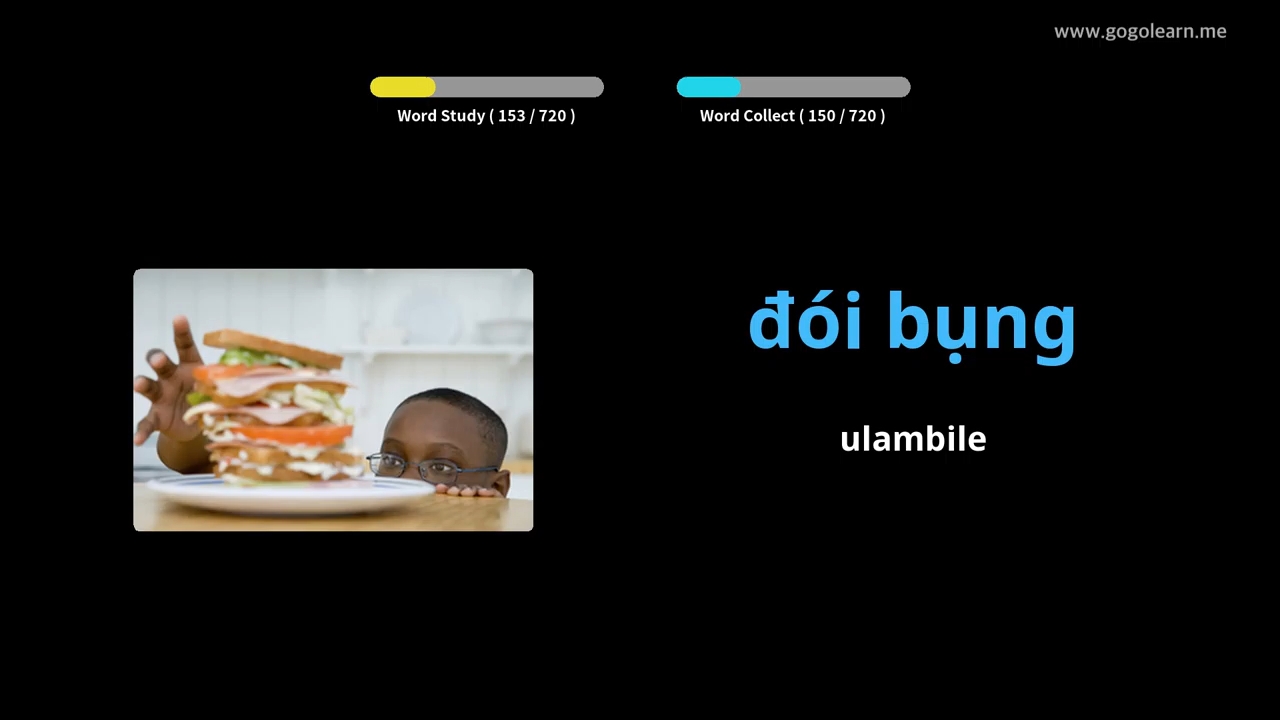 www.gogolearn.me
Word Study ( 153 / 720 )
Word Collect ( 150 / 720 )
đói bụng
ulambile